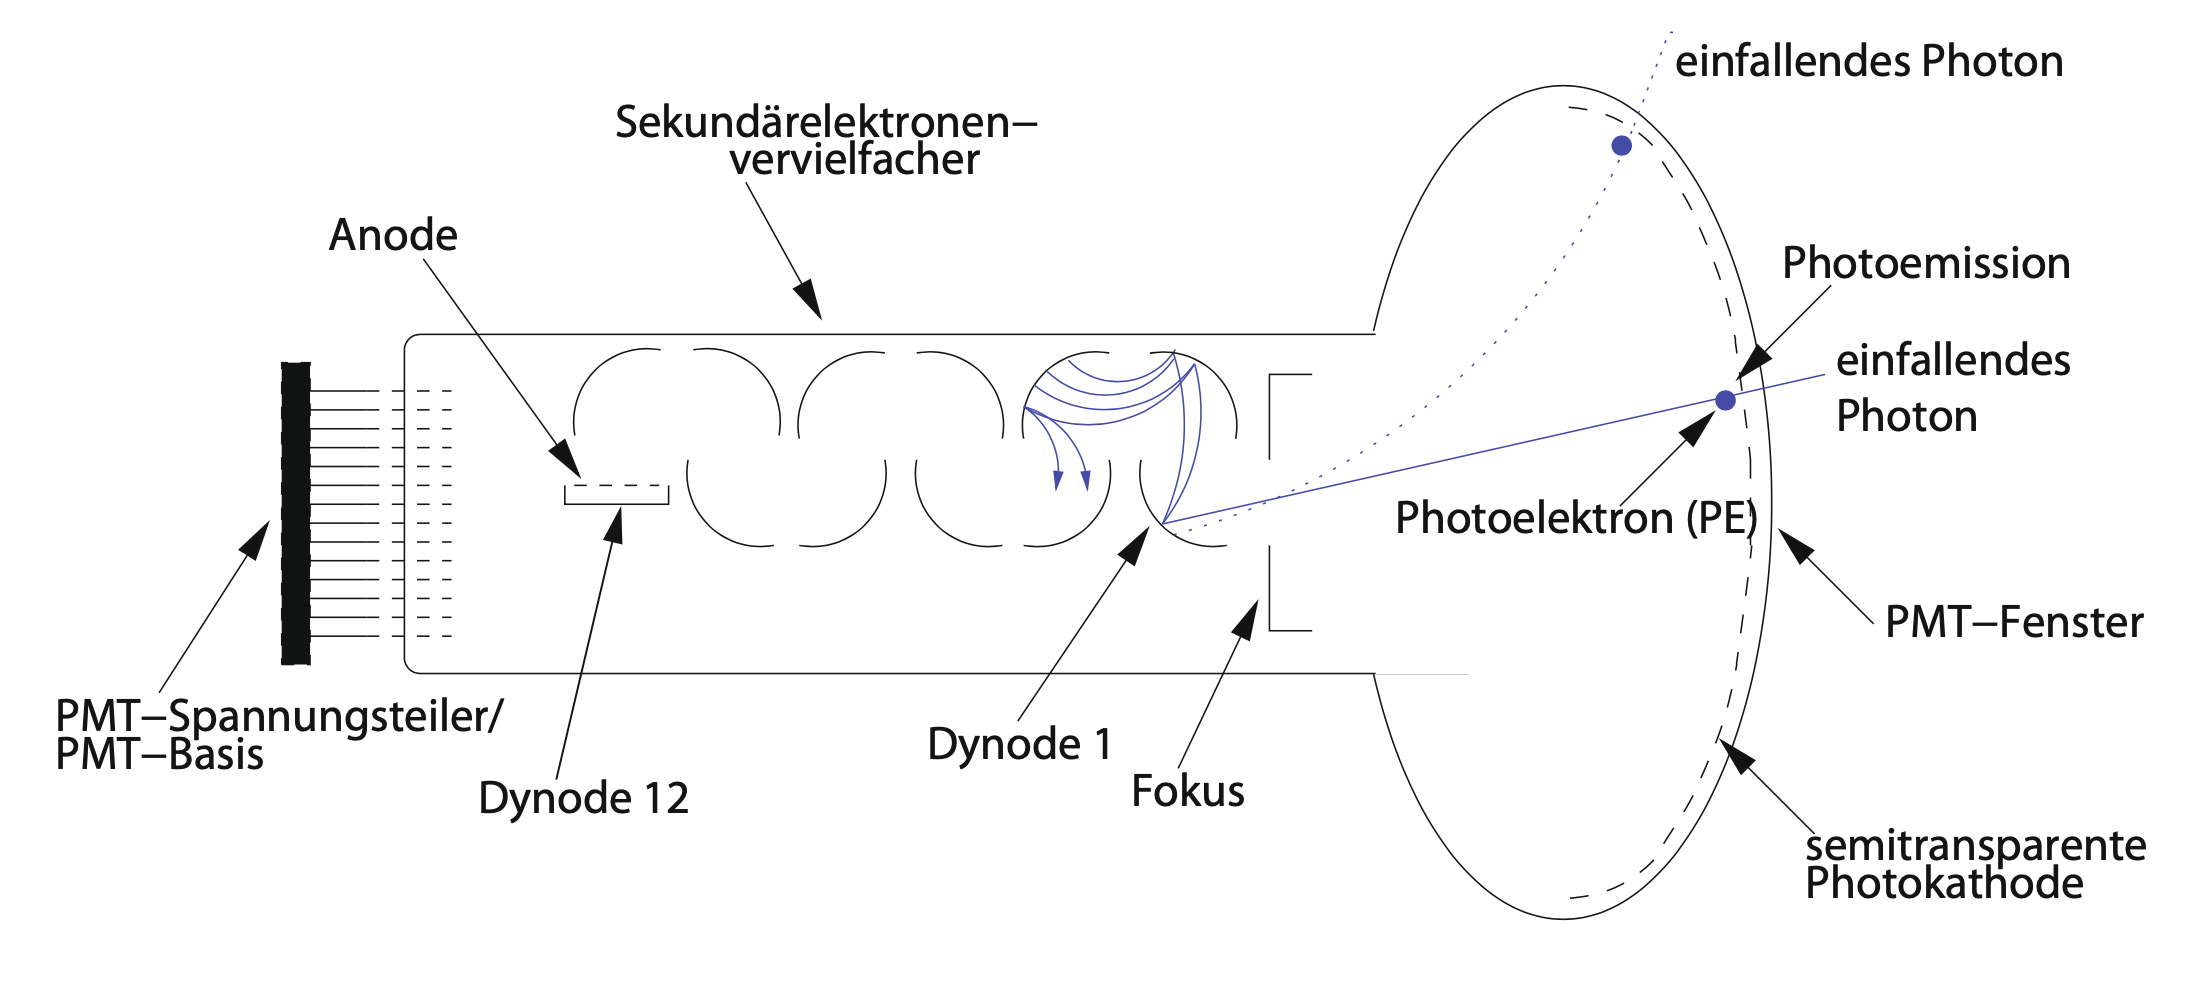 einfallendes Photon
Sekundärelektronen–
vervielfacher
Anode
Photoemission
einfallendes
Photon
Photoelektron (PE)
PMT–Fenster
PMT–Spannungsteiler/
PMT–Basis
Dynode 1
Fokus
Dynode 12
semitransparente
Photokathode